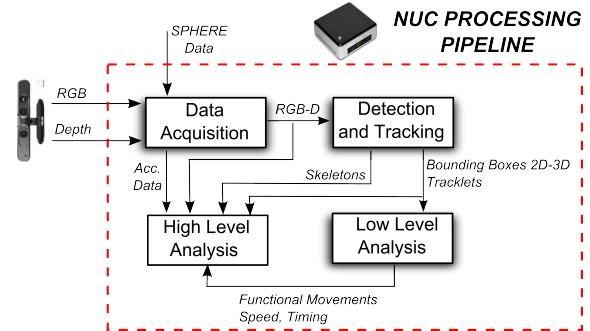 NUC PROCESSING
PIPELINE
SPHERE
Data
RGB
Depth
Data
Acquisition
RGB-D
Detection
and Tracking
Acc.
Data
Skeletons
Bounding Boxes 2D-3D
Tracklets
High Level
Analysis
Low Level
Analysis
Functional Movements
Speed, Timing